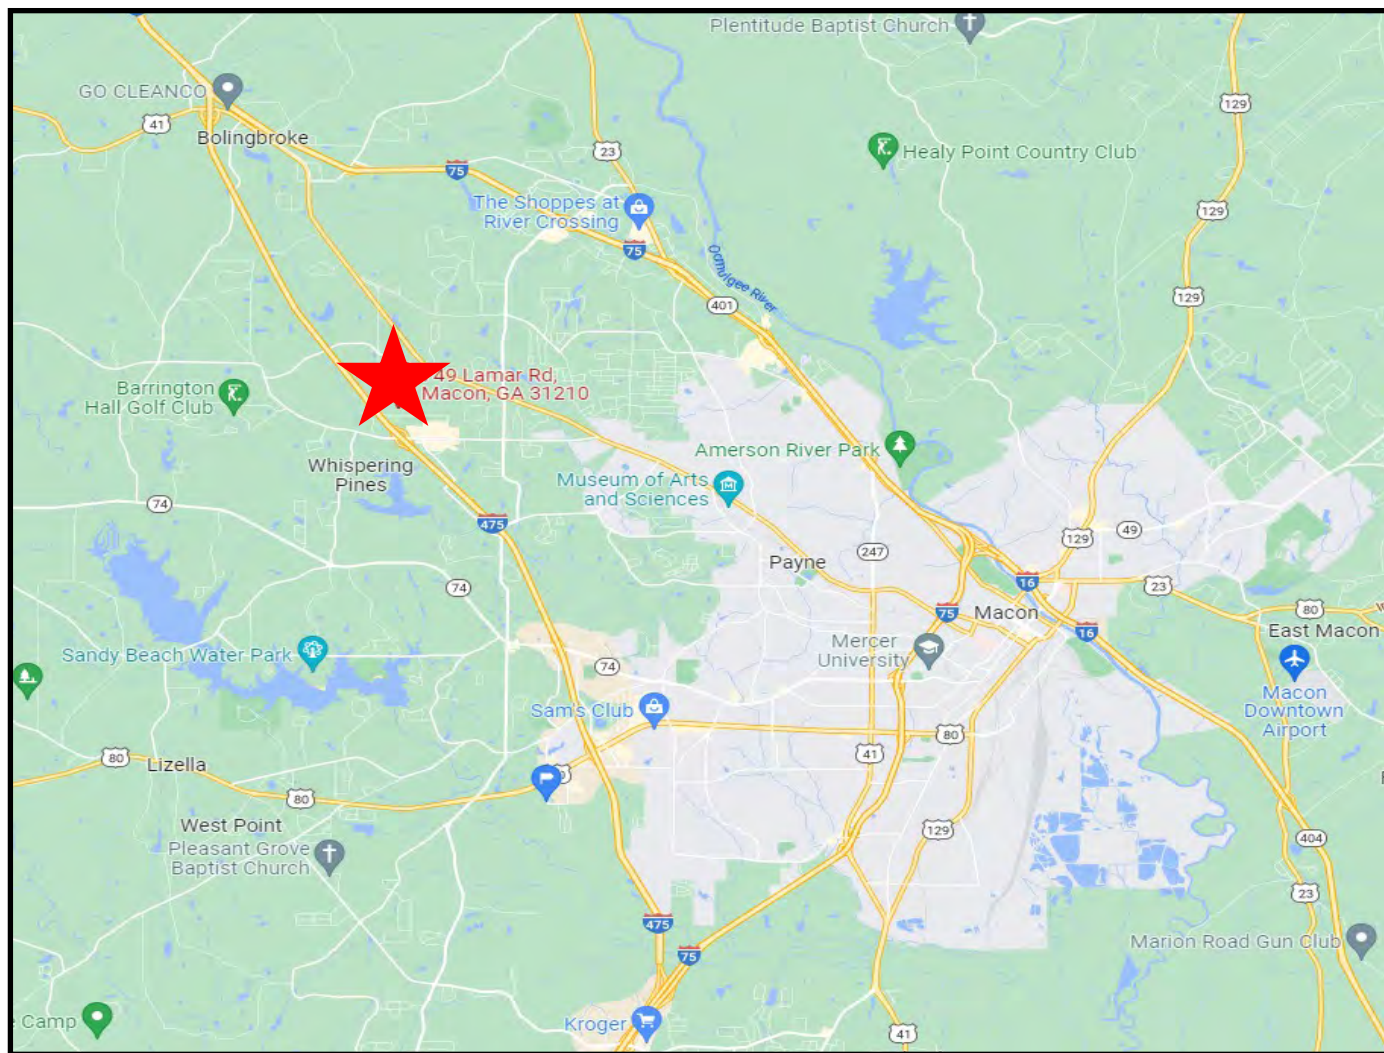 Plentitude Baptist Church
GO CLEANCO
129
41
Bolingbroke
23
Healy Point Country Club
75
The Shoppes at
River Crossing
129
75
Ocmulgee River
129
401
49 Lamar Rd,
Macon, GA 31210
Barrington
Hall Golf Club
Amerson River Park
Whispering
Pines
Museum of Arts
and Sciences
74
475
49
129
247
Payne
16
74
23
75
Macon
80
16
East Macon
Mercer
University
Sandy Beach Water Park
74
Macon
Downtown
Airport
Sam's Club
80
41
80
Lizella
80
West Point
129
404
Pleasant Grove
Baptist Church
23
475
Marion Road Gun Club
75
Camp
Kroger
41